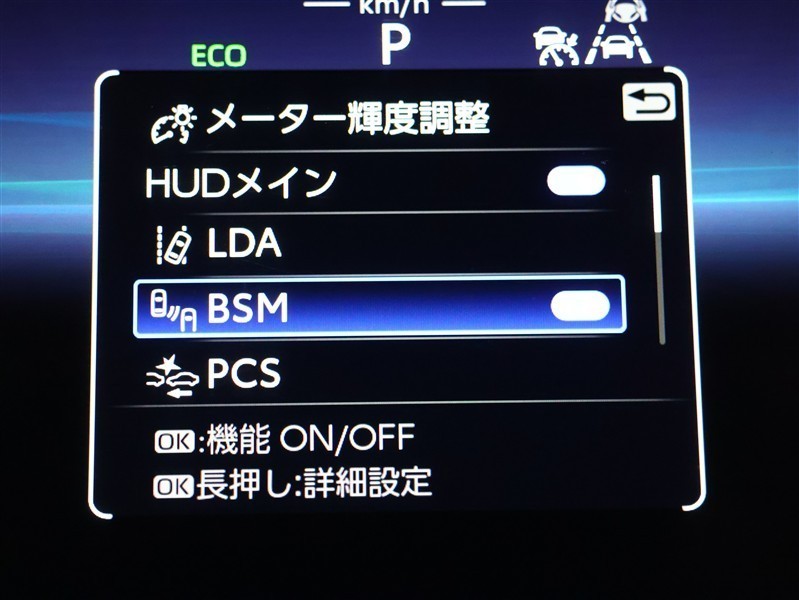 km/h
ECO
P
メーター輝度調整
HUDメイン
LDA
BSM
PCS
OK:機能 ON/OFF
OK長押し:詳細設定